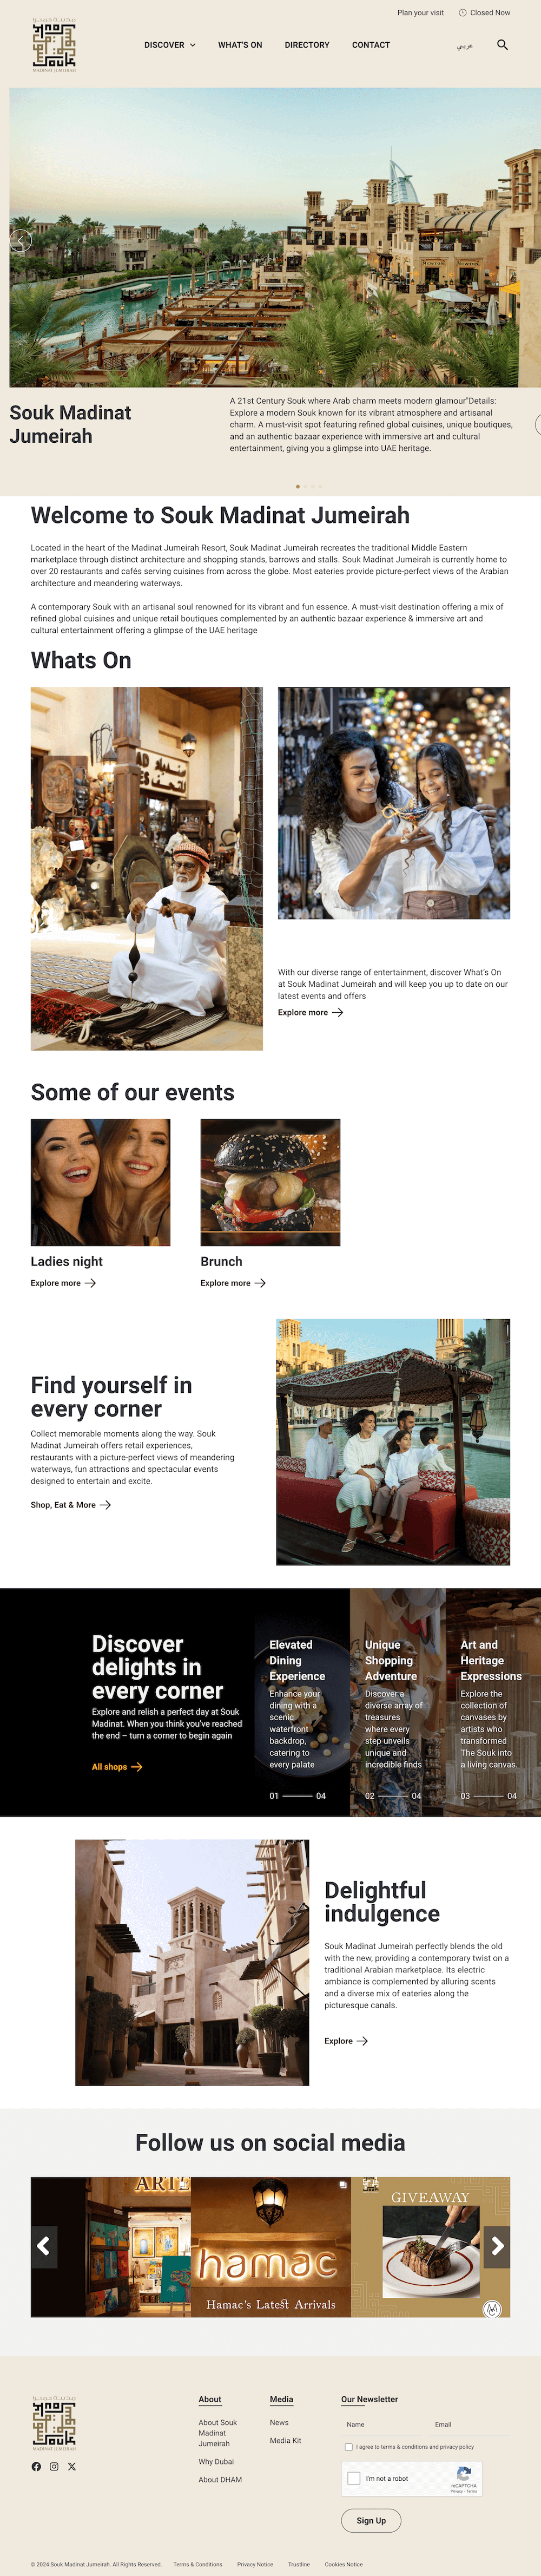 Plan your visit
Closed Now
Souk
MADINAT JUMEIRAH
DISCOVER
WHAT'S ON
DIRECTORY
CONTACT
عربي
Souk Madinat
Jumeirah
A 21st Century Souk where Arab charm meets modern glamour"Details:
Explore a modern Souk known for its vibrant atmosphere and artisanal
charm. A must-visit spot featuring refined global cuisines, unique boutiques,
and an authentic bazaar experience with immersive art and cultural
entertainment, giving you a glimpse into UAE heritage.
Welcome to Souk Madinat Jumeirah
Located in the heart of the Madinat Jumeirah Resort, Souk Madinat Jumeirah recreates the traditional Middle Eastern
marketplace through distinct architecture and shopping stands, barrows and stalls. Souk Madinat Jumeirah is currently home to
over 20 restaurants and cafés serving cuisines from across the globe. Most eateries provide picture-perfect views of the Arabian
architecture and meandering waterways.
A contemporary Souk with an artisanal soul renowned for its vibrant and fun essence. A must-visit destination offering a mix of
refined global cuisines and unique retail boutiques complemented by an authentic bazaar experience & immersive art and
cultural entertainment offering a glimpse of the UAE heritage
Whats On
With our diverse range of entertainment, discover What's On
at Souk Madinat Jumeirah and will keep you up to date on our
latest events and offers
Explore more
Some of our events
Ladies night
Explore more
Brunch
Explore more
Find yourself in
every corner
Collect memorable moments along the way. Souk
Madinat Jumeirah offers retail experiences,
restaurants with a picture-perfect views of meandering
waterways, fun attractions and spectacular events
designed to entertain and excite.
Shop, Eat & More
Discover
delights in
every corner
Explore and relish a perfect day at Souk
Madinat. When you think you've reached
the end – turn a corner to begin again
All shops
Elevated
Dining
Experience
Enhance your
dining with a
scenic
waterfront
backdrop,
catering to
every palate
01 04
Unique
Shopping
Adventure
Discover a
diverse array of
treasures
where every
step unveils
unique and
incredible finds
02 04
Art and
Heritage
Expressions
Explore the
collection of
canvases by
artists who
transformed
The Souk into
a living canvas.
03 04
Delightful
indulgence
Souk Madinat Jumeirah perfectly blends the old
with the new, providing a contemporary twist on a
traditional Arabian marketplace. Its electric
ambiance is complemented by alluring scents
and a diverse mix of eateries along the
picturesque canals.
Explore
Follow us on social media
hamac
Hamac's Latest Arrivals
GIVEAWAY
Souk
MADINAT JUMEIRAH
About
About Souk
Madinat
Jumeirah
Why Dubai
About DHAM
Media
News
Media Kit
Our Newsletter
Name
Email
I agree to terms & conditions and privacy policy
I'm not a robot
reCAPTCHA
Privacy - Terms
Sign Up
© 2024 Souk Madinat Jumeirah. All Rights Reserved.
Terms & Conditions
Privacy Notice
Trustline
Cookies Notice